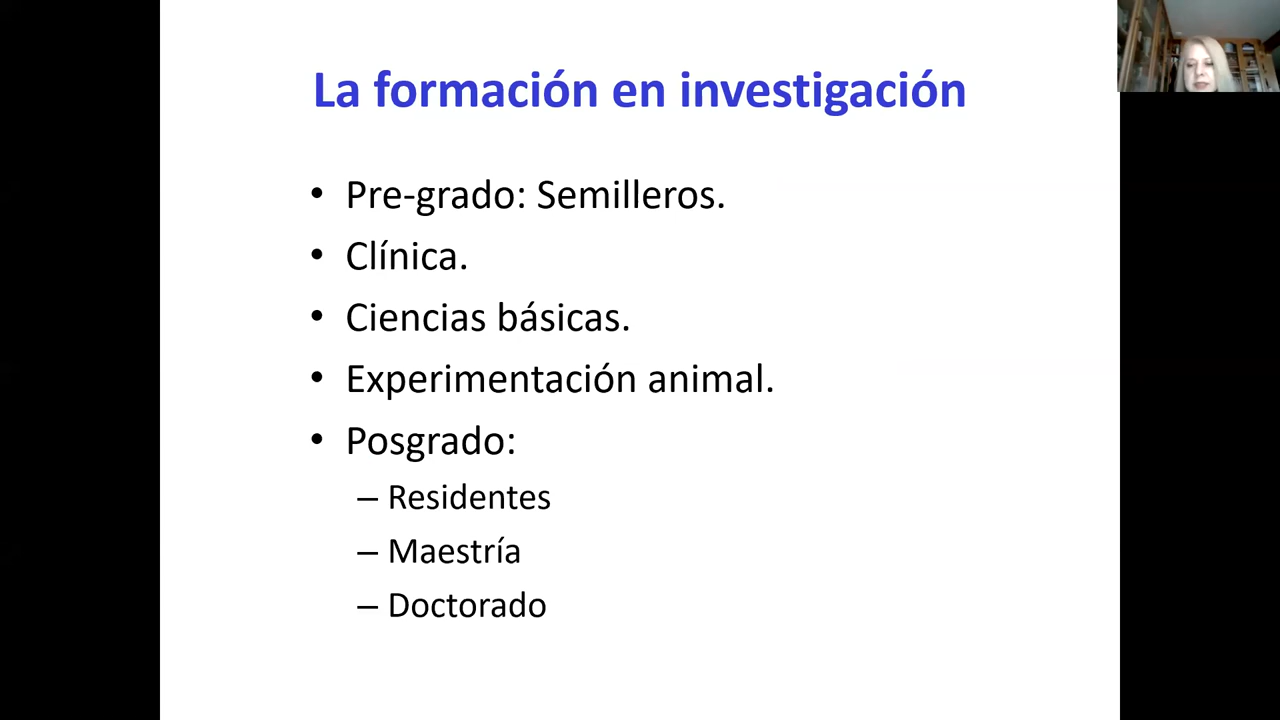 La formación en investigación
• Pre-grado: Semilleros.
• Clínica.
• Ciencias básicas.
• Experimentación animal.
• Posgrado:
– Residentes
– Maestría
– Doctorado